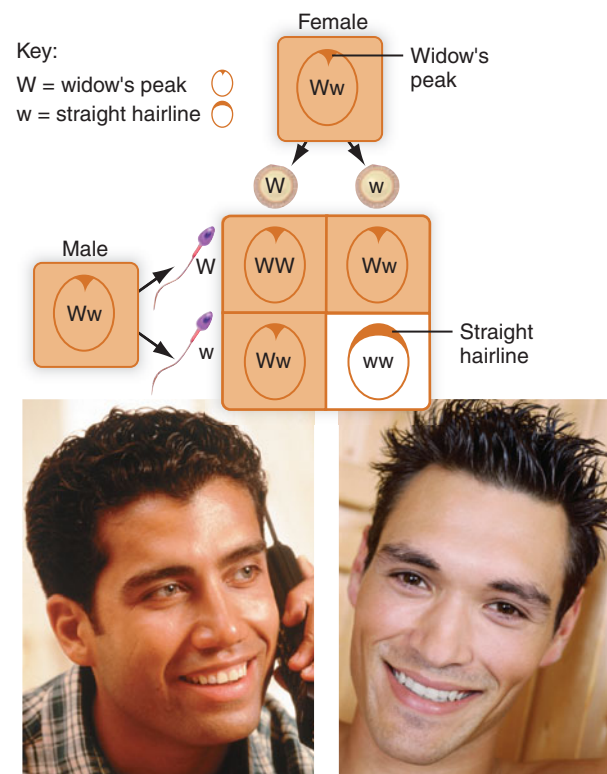 Female
Key:
W = widow's peak
w = straight hairline
Widow's
peak
Ww
W
w
Male
Ww
W
WW
Ww
w
Ww
ww
Straight
hairline